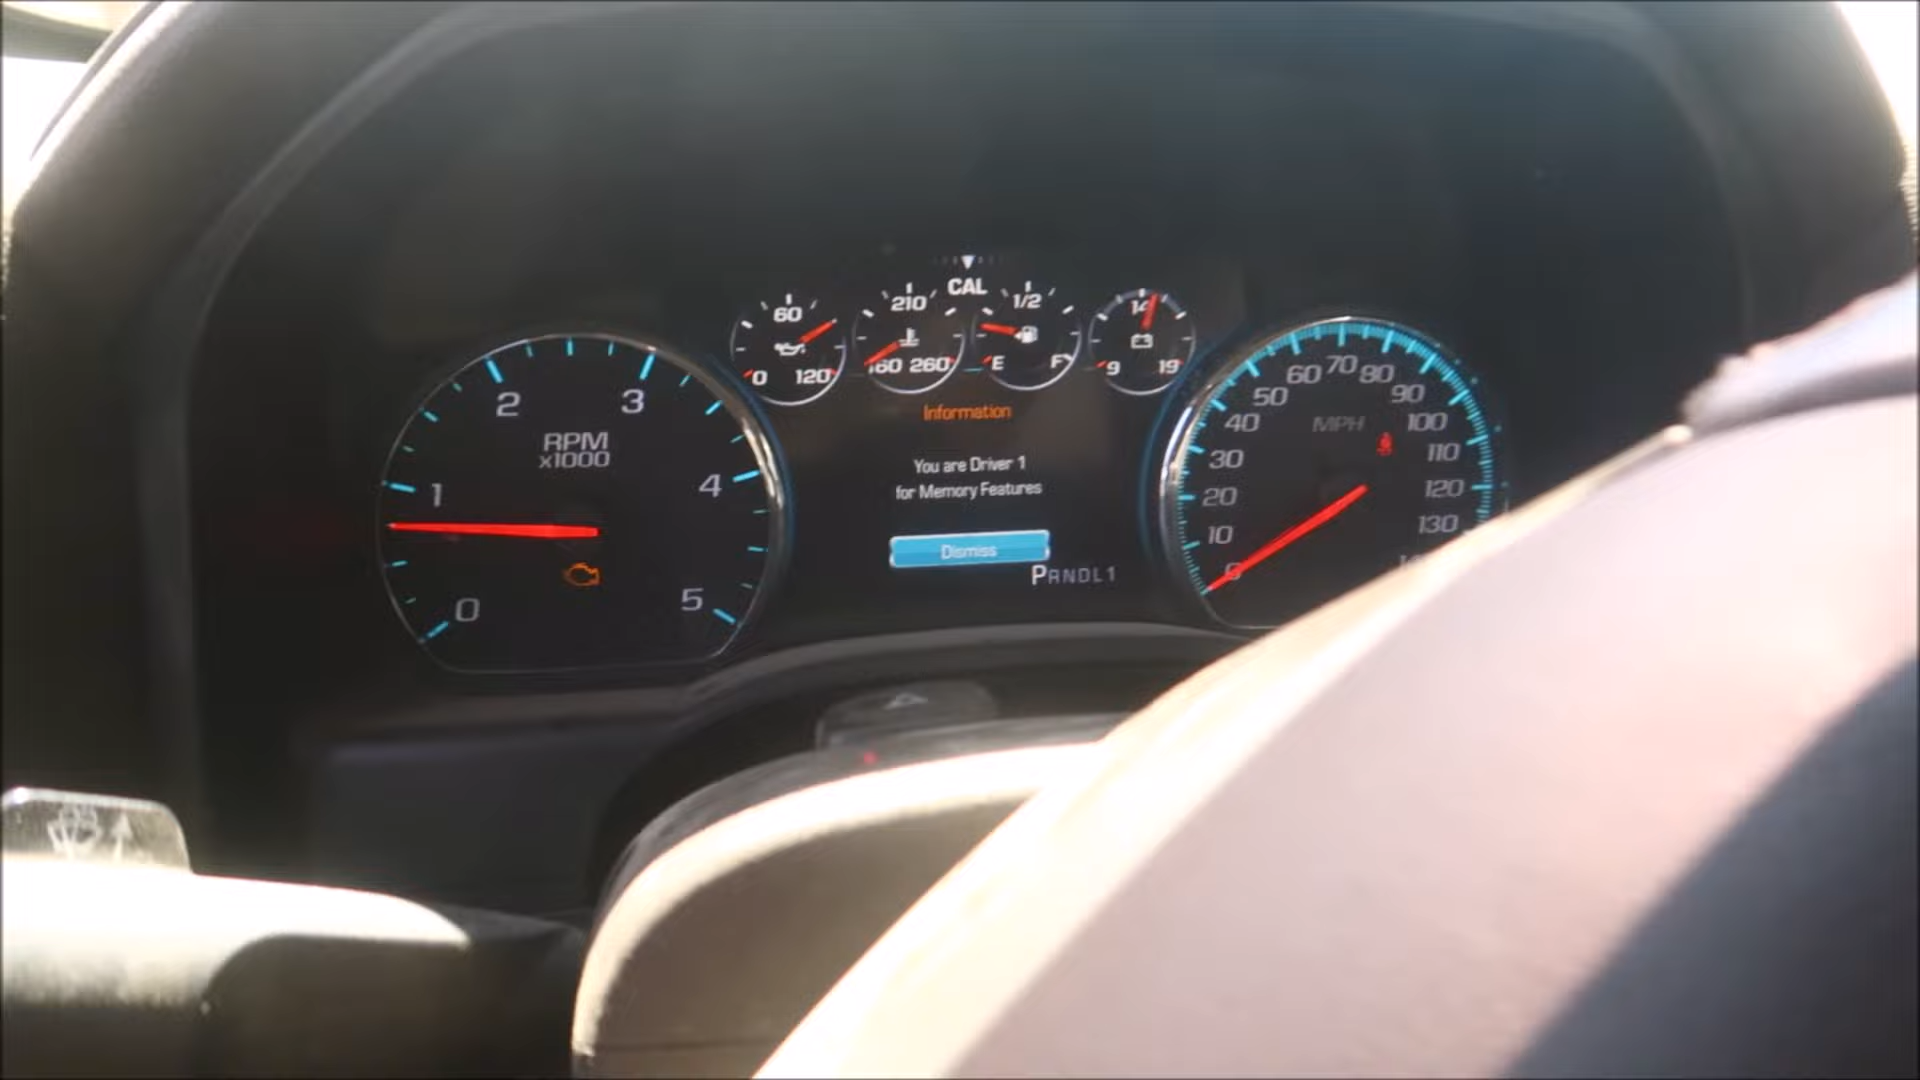 CAL
60
0 120
210
160 260
1/2
E F
14
9 19
Information
You are Driver 1
for Memory Features
Dismiss
PRNDL1
RPM
x1000
0
1
2
3
4
5
MPH
0
10
20
30
40
50
60
70
80
90
100
110
120
130